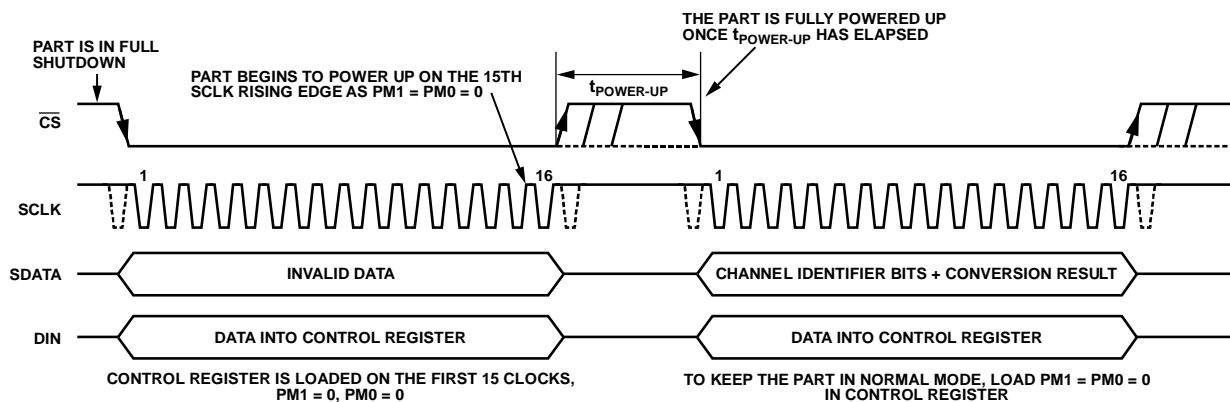 THE PART IS FULLY POWERED UP
ONCE tPOWER-UP HAS ELAPSED
PART IS IN FULL
SHUTDOWN
PART BEGINS TO POWER UP ON THE 15TH
SCLK RISING EDGE AS PM1 = PM0 = 0
tPOWER-UP
CS
1
16
1
16
SCLK
SDATA
INVALID DATA
CHANNEL IDENTIFIER BITS + CONVERSION RESULT
DIN
DATA INTO CONTROL REGISTER
DATA INTO CONTROL REGISTER
CONTROL REGISTER IS LOADED ON THE FIRST 15 CLOCKS,
PM1 = 0, PM0 = 0
TO KEEP THE PART IN NORMAL MODE, LOAD PM1 = PM0 = 0
IN CONTROL REGISTER